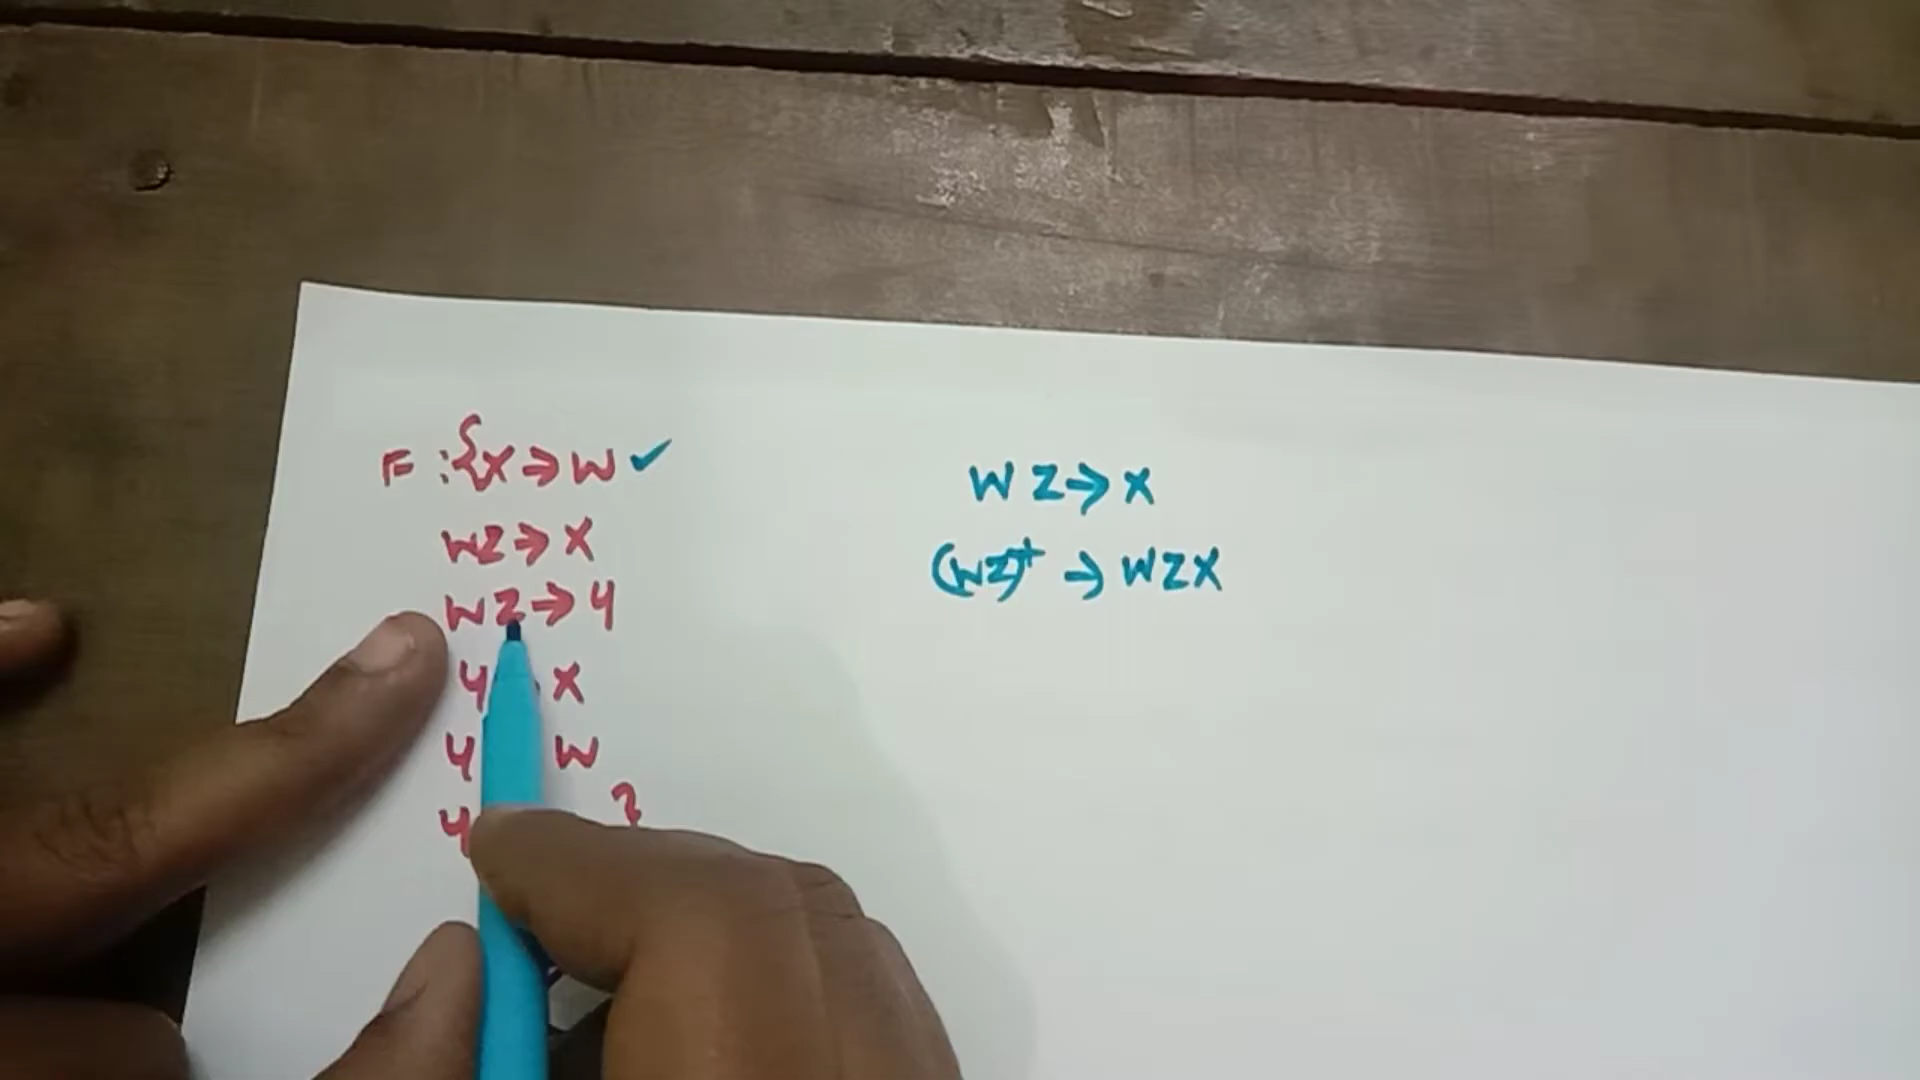 F : {X → W ✓
WZ → X
WZ → Y
Y X
Y W
Y }
WZ → X
(WZ)⁺ → WZX